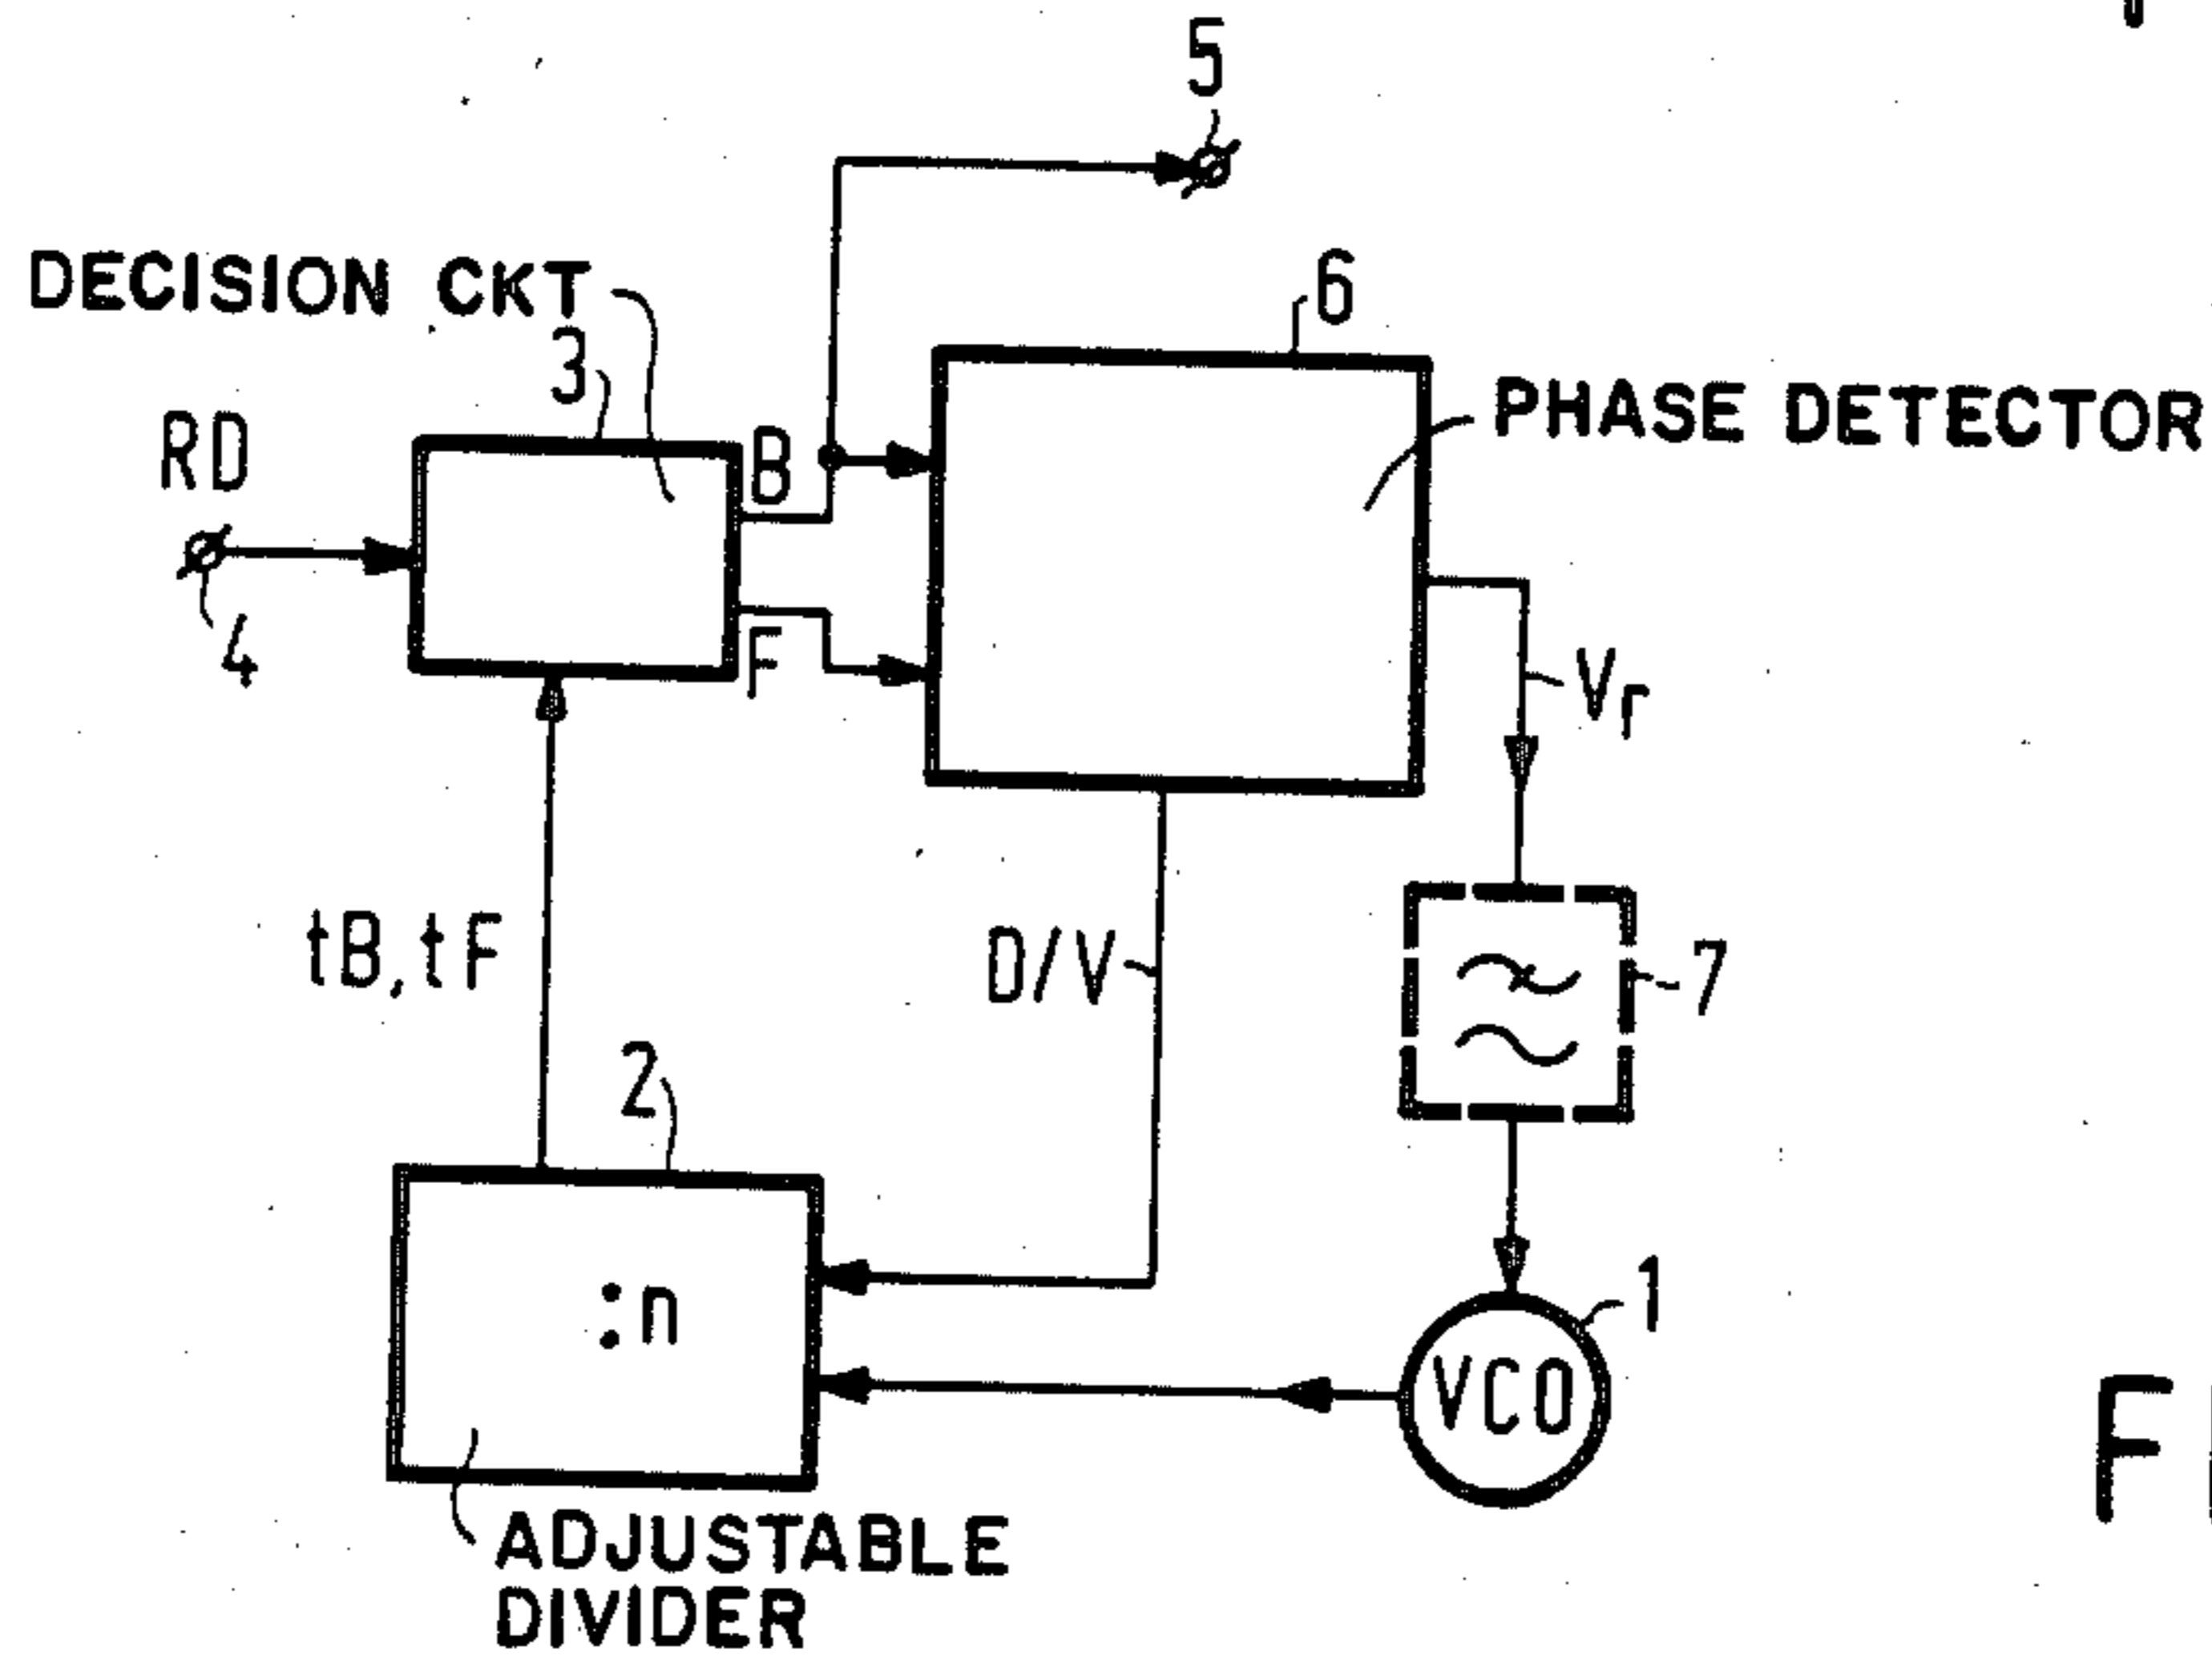 5
DECISION CKT
6
3
PHASE DETECTOR
RD
B
4
F
Vr
tB, tF
D/V
7
2
:n
1
VCO
ADJUSTABLE
DIVIDER
F